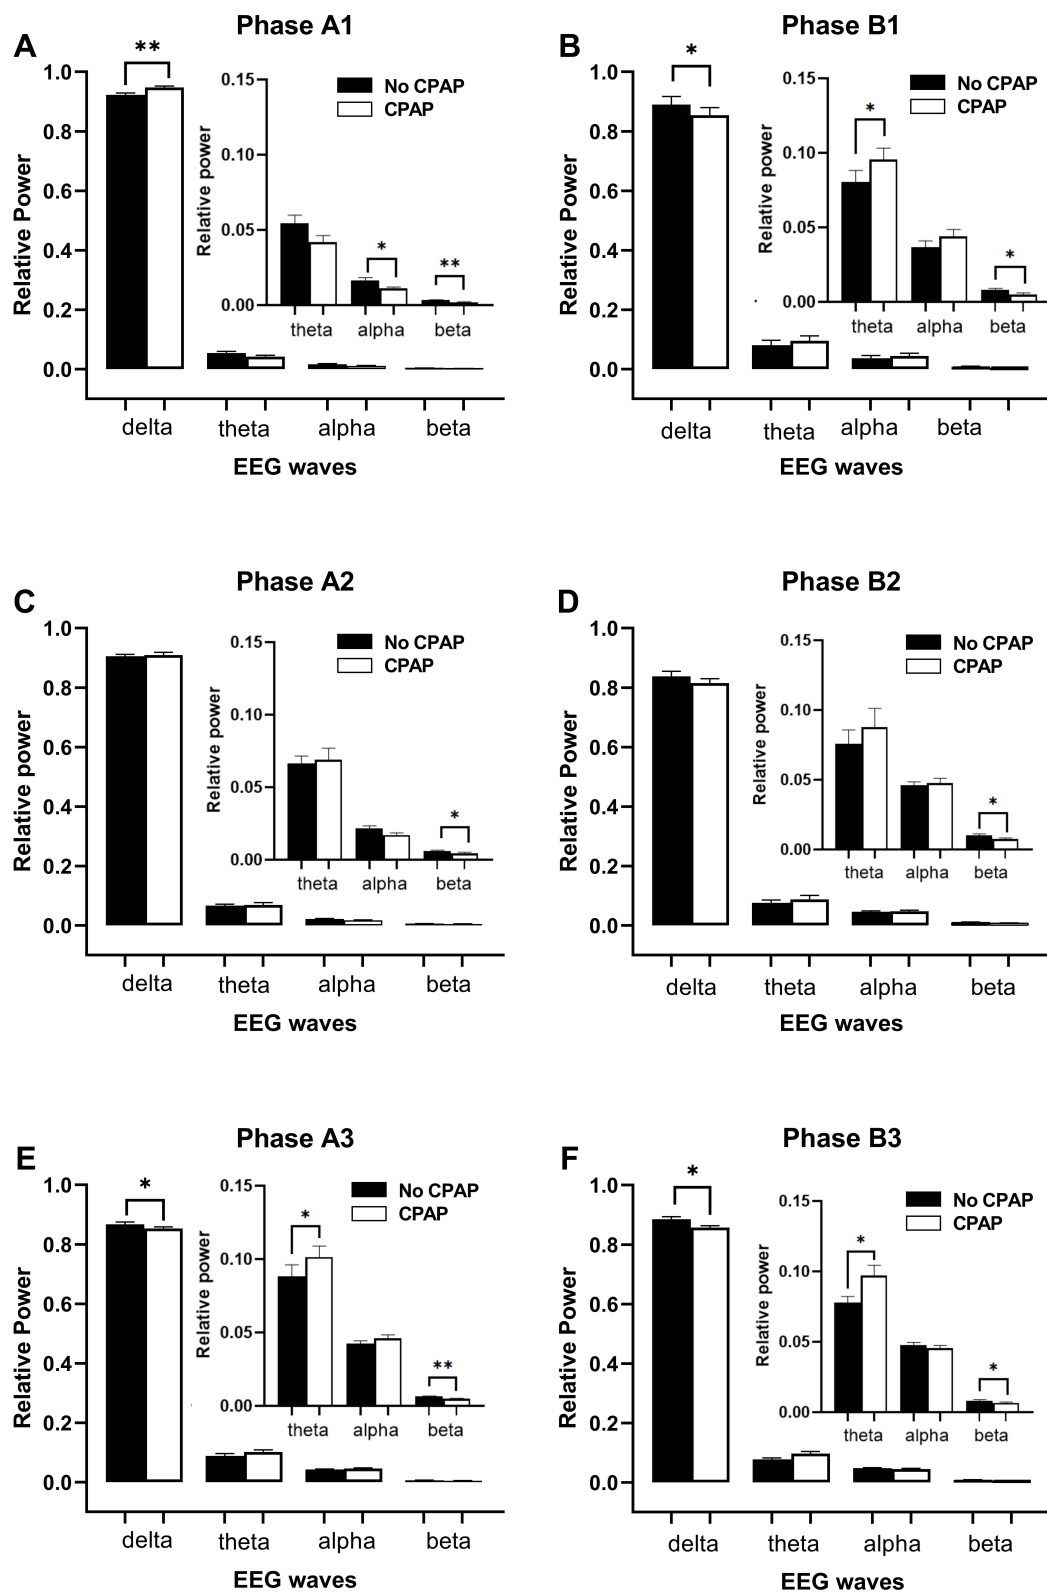 Phase A1
A
**
1.0
0.8
0.6
0.4
0.2
0.0
Relative Power
0.15
0.10
0.05
0.00
Relative power
No CPAP
CPAP
*
**
theta alpha beta
delta theta alpha beta
EEG waves
Phase B1
B
*
1.0
0.8
0.6
0.4
0.2
0.0
Relative Power
0.15
0.10
0.05
0.00
Relative power
No CPAP
CPAP
*
*
theta alpha beta
delta theta alpha beta
EEG waves
Phase A2
C
1.0
0.8
0.6
0.4
0.2
0.0
Relative power
0.15
0.10
0.05
0.00
Relative power
No CPAP
CPAP
*
theta alpha beta
delta theta alpha beta
EEG waves
Phase B2
D
1.0
0.8
0.6
0.4
0.2
0.0
Relative Power
0.15
0.10
0.05
0.00
Relative power
No CPAP
CPAP
*
theta alpha beta
delta theta alpha beta
EEG waves
Phase A3
E
*
1.0
0.8
0.6
0.4
0.2
0.0
Relative Power
0.15
0.10
0.05
0.00
Relative power
No CPAP
CPAP
*
**
theta alpha beta
delta theta alpha beta
EEG waves
Phase B3
F
*
1.0
0.8
0.6
0.4
0.2
0.0
Relative Power
0.15
0.10
0.05
0.00
Relative power
No CPAP
CPAP
*
*
theta alpha beta
delta theta alpha beta
EEG waves